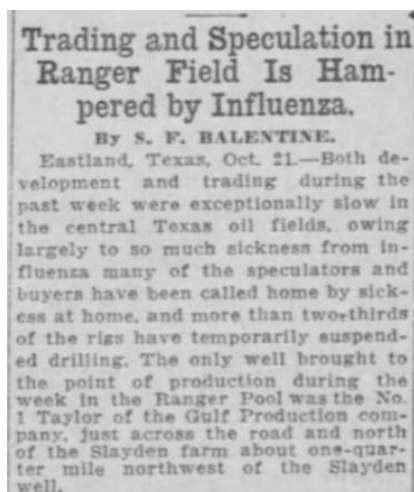 Trading and Speculation in
Ranger Field Is Ham-
pered by Influenza.
By S. F. BALENTINE.
Eastland, Texas, Oct. 21.—Both de-
velopment and trading during the
past week were exceptionally slow in
the central Texas oil fields, owing
largely to so much sickness from in-
fluenza many of the speculators and
buyers have been called home by sick-
ess at home, and more than two-thirds
of the rigs have temporarily suspend-
ed drilling. The only well brought to
the point of production during the
week in the Ranger Pool was the No.
1 Taylor of the Gulf Production com-
pany, just across the road and north
of the Slayden farm about one-quar-
ter mile northwest of the Slayden
well.